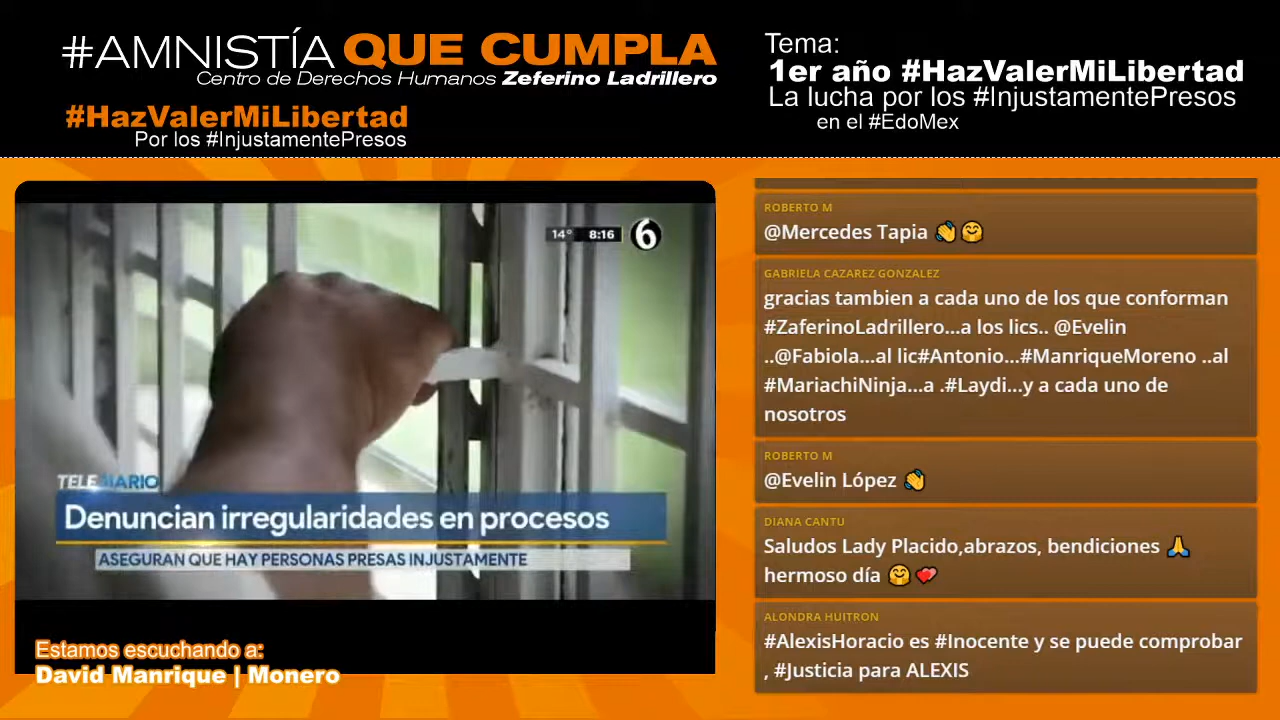 #AMNISTÍA QUE CUMPLA
Centro de Derechos Humanos Zeferino Ladrillero
#HazValerMiLibertad
Por los #InjustamentePresos
Tema:
1er año #HazValerMiLibertad
La lucha por los #InjustamentePresos
en el #EdoMex
14° 8:16 6
TELEDIARIO
Denuncian irregularidades en procesos
ASEGURAN QUE HAY PERSONAS PRESAS INJUSTAMENTE
Estamos escuchando a:
David Manrique | Monero
ROBERTO M
@Mercedes Tapia 👏🤗
GABRIELA CAZAREZ GONZALEZ
gracias tambien a cada uno de los que conforman
#ZaferinoLadrillero...a los lics.. @Evelin
..@Fabiola...al lic#Antonio...#ManriqueMoreno ..al
#MariachiNinja...a .#Laydi...y a cada uno de
nosotros
ROBERTO M
@Evelin López 👏
DIANA CANTU
Saludos Lady Placido,abrazos, bendiciones 🙏
hermoso día 🤗💕
ALONDRA HUITRON
#AlexisHoracio es #Inocente y se puede comprobar
, #Justicia para ALEXIS